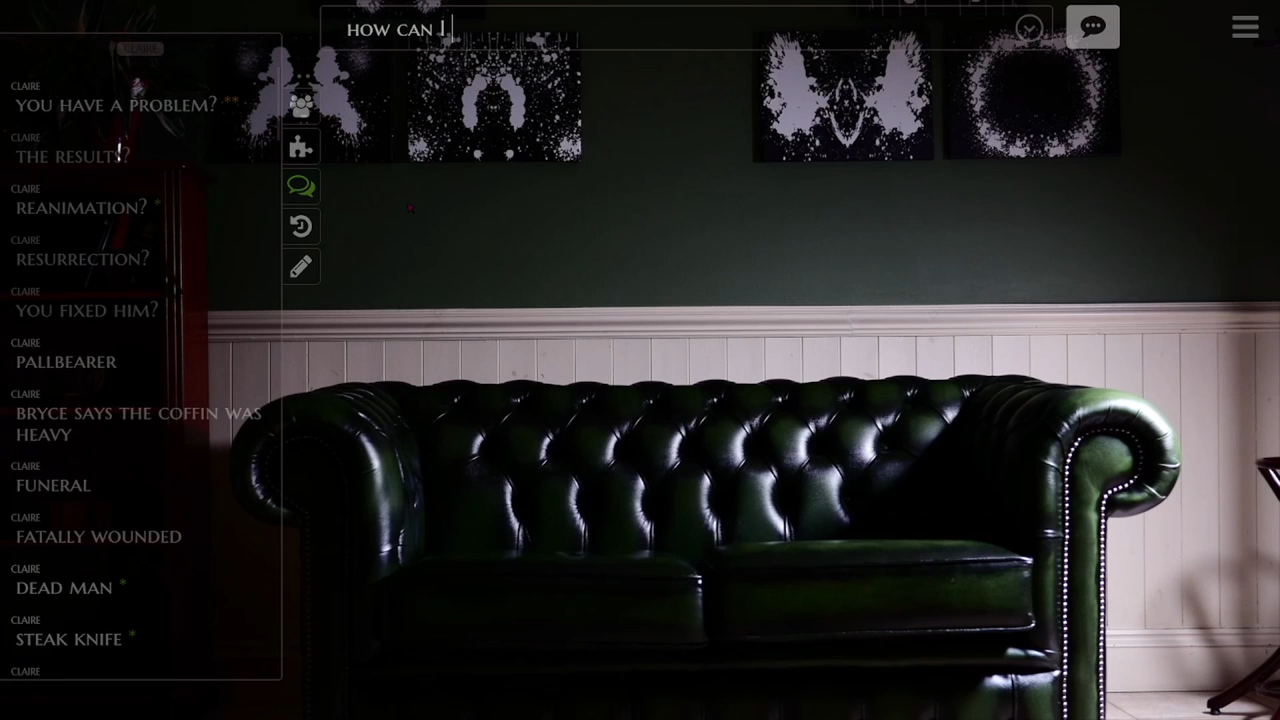 HOW CAN I
CLAIRE
CLAIRE
YOU HAVE A PROBLEM? **
CLAIRE
THE RESULTS?
CLAIRE
REANIMATION? *
CLAIRE
RESURRECTION?
CLAIRE
YOU FIXED HIM?
CLAIRE
PALLBEARER
CLAIRE
BRYCE SAYS THE COFFIN WAS
HEAVY
CLAIRE
FUNERAL
CLAIRE
FATALLY WOUNDED
CLAIRE
DEAD MAN *
CLAIRE
STEAK KNIFE *
CLAIRE